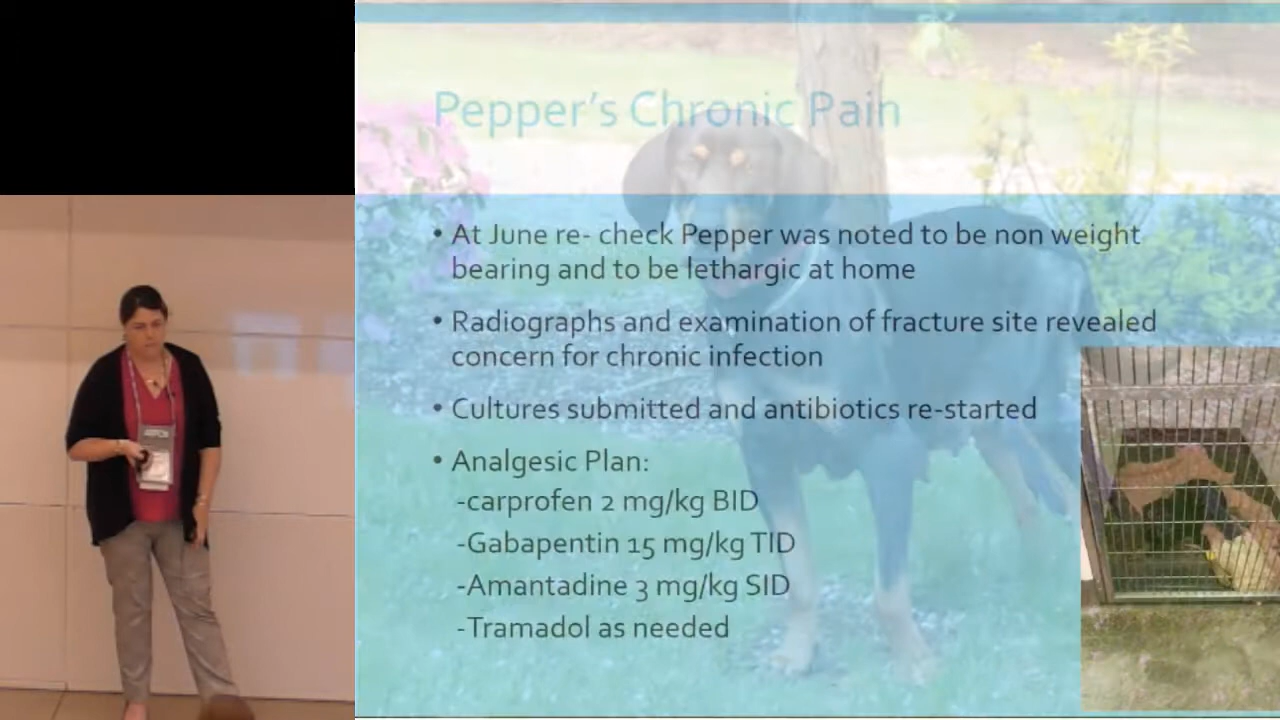 Pepper's Chronic Pain
• At June re- check Pepper was noted to be non weight
bearing and to be lethargic at home
• Radiographs and examination of fracture site revealed
concern for chronic infection
• Cultures submitted and antibiotics re-started
• Analgesic Plan:
-carprofen 2 mg/kg BID
-Gabapentin 15 mg/kg TID
-Amantadine 3 mg/kg SID
-Tramadol as needed